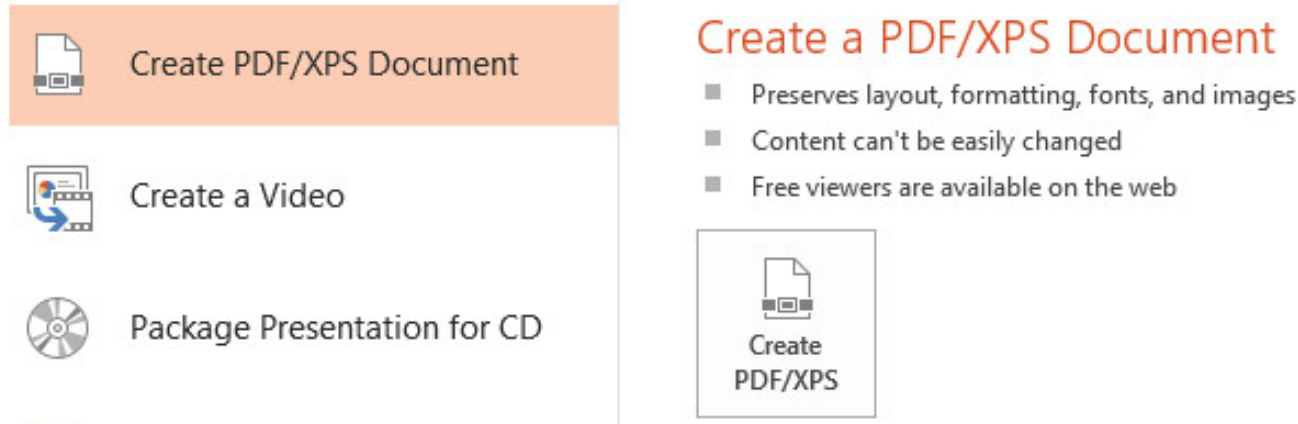 Create PDF/XPS Document
Create a Video
Package Presentation for CD
Create a PDF/XPS Document
Preserves layout, formatting, fonts, and images
Content can't be easily changed
Free viewers are available on the web
Create
PDF/XPS